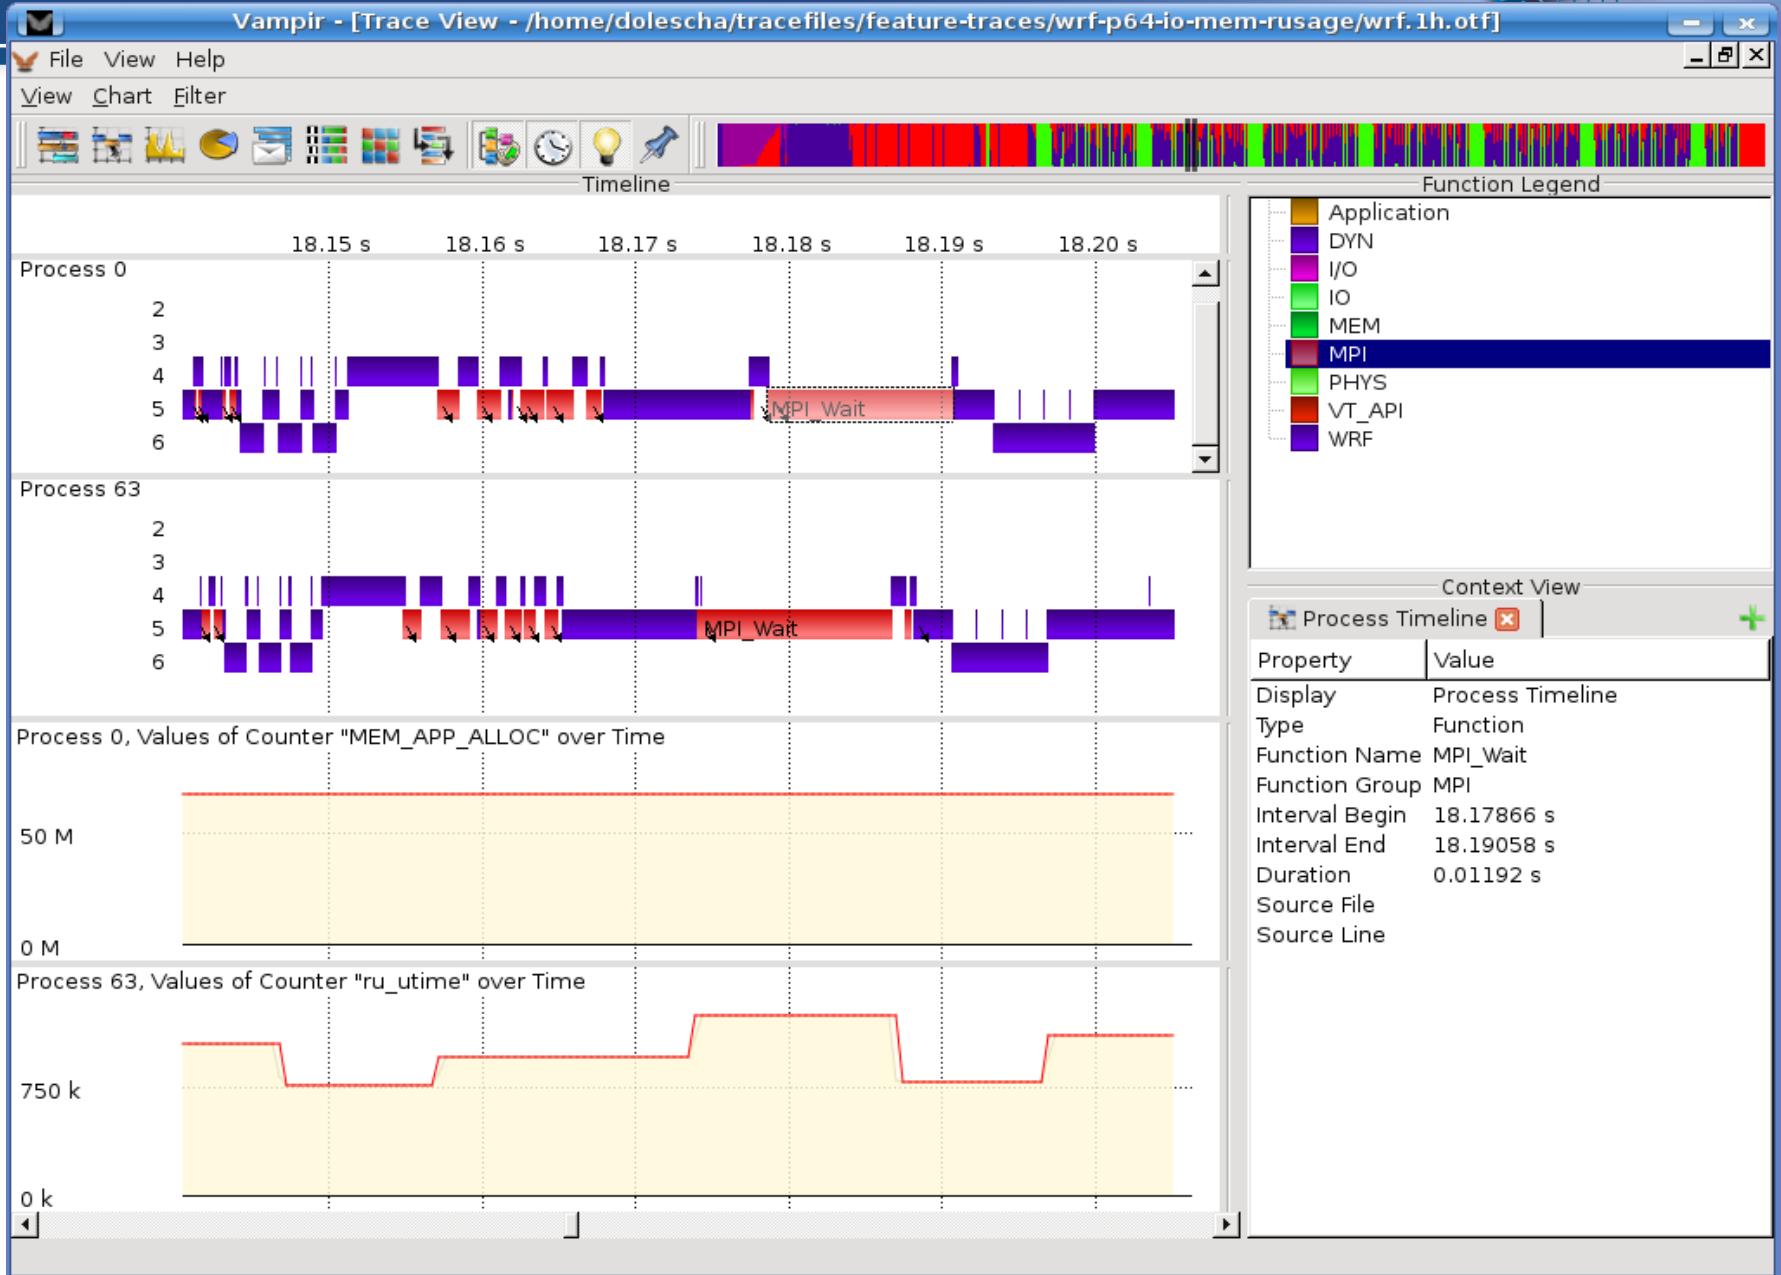 Vampir - [Trace View - /home/dolescha/tracefiles/feature-traces/wrf-p64-io-mem-rusage/wrf.1h.otf]
File View Help
View Chart Filter
Timeline
18.15 s 18.16 s 18.17 s 18.18 s 18.19 s 18.20 s
Process 0
2
3
4
5
MPI_Wait
6
Process 63
2
3
4
5
MPI_Wait
6
Process 0, Values of Counter "MEM_APP_ALLOC" over Time
50 M
0 M
Process 63, Values of Counter "ru_utime" over Time
750 k
0 k
Function Legend
Application
DYN
I/O
IO
MEM
MPI
PHYS
VT_API
WRF
Context View
Process Timeline
Property Value
Display Process Timeline
Type Function
Function Name MPI_Wait
Function Group MPI
Interval Begin 18.17866 s
Interval End 18.19058 s
Duration 0.01192 s
Source File
Source Line